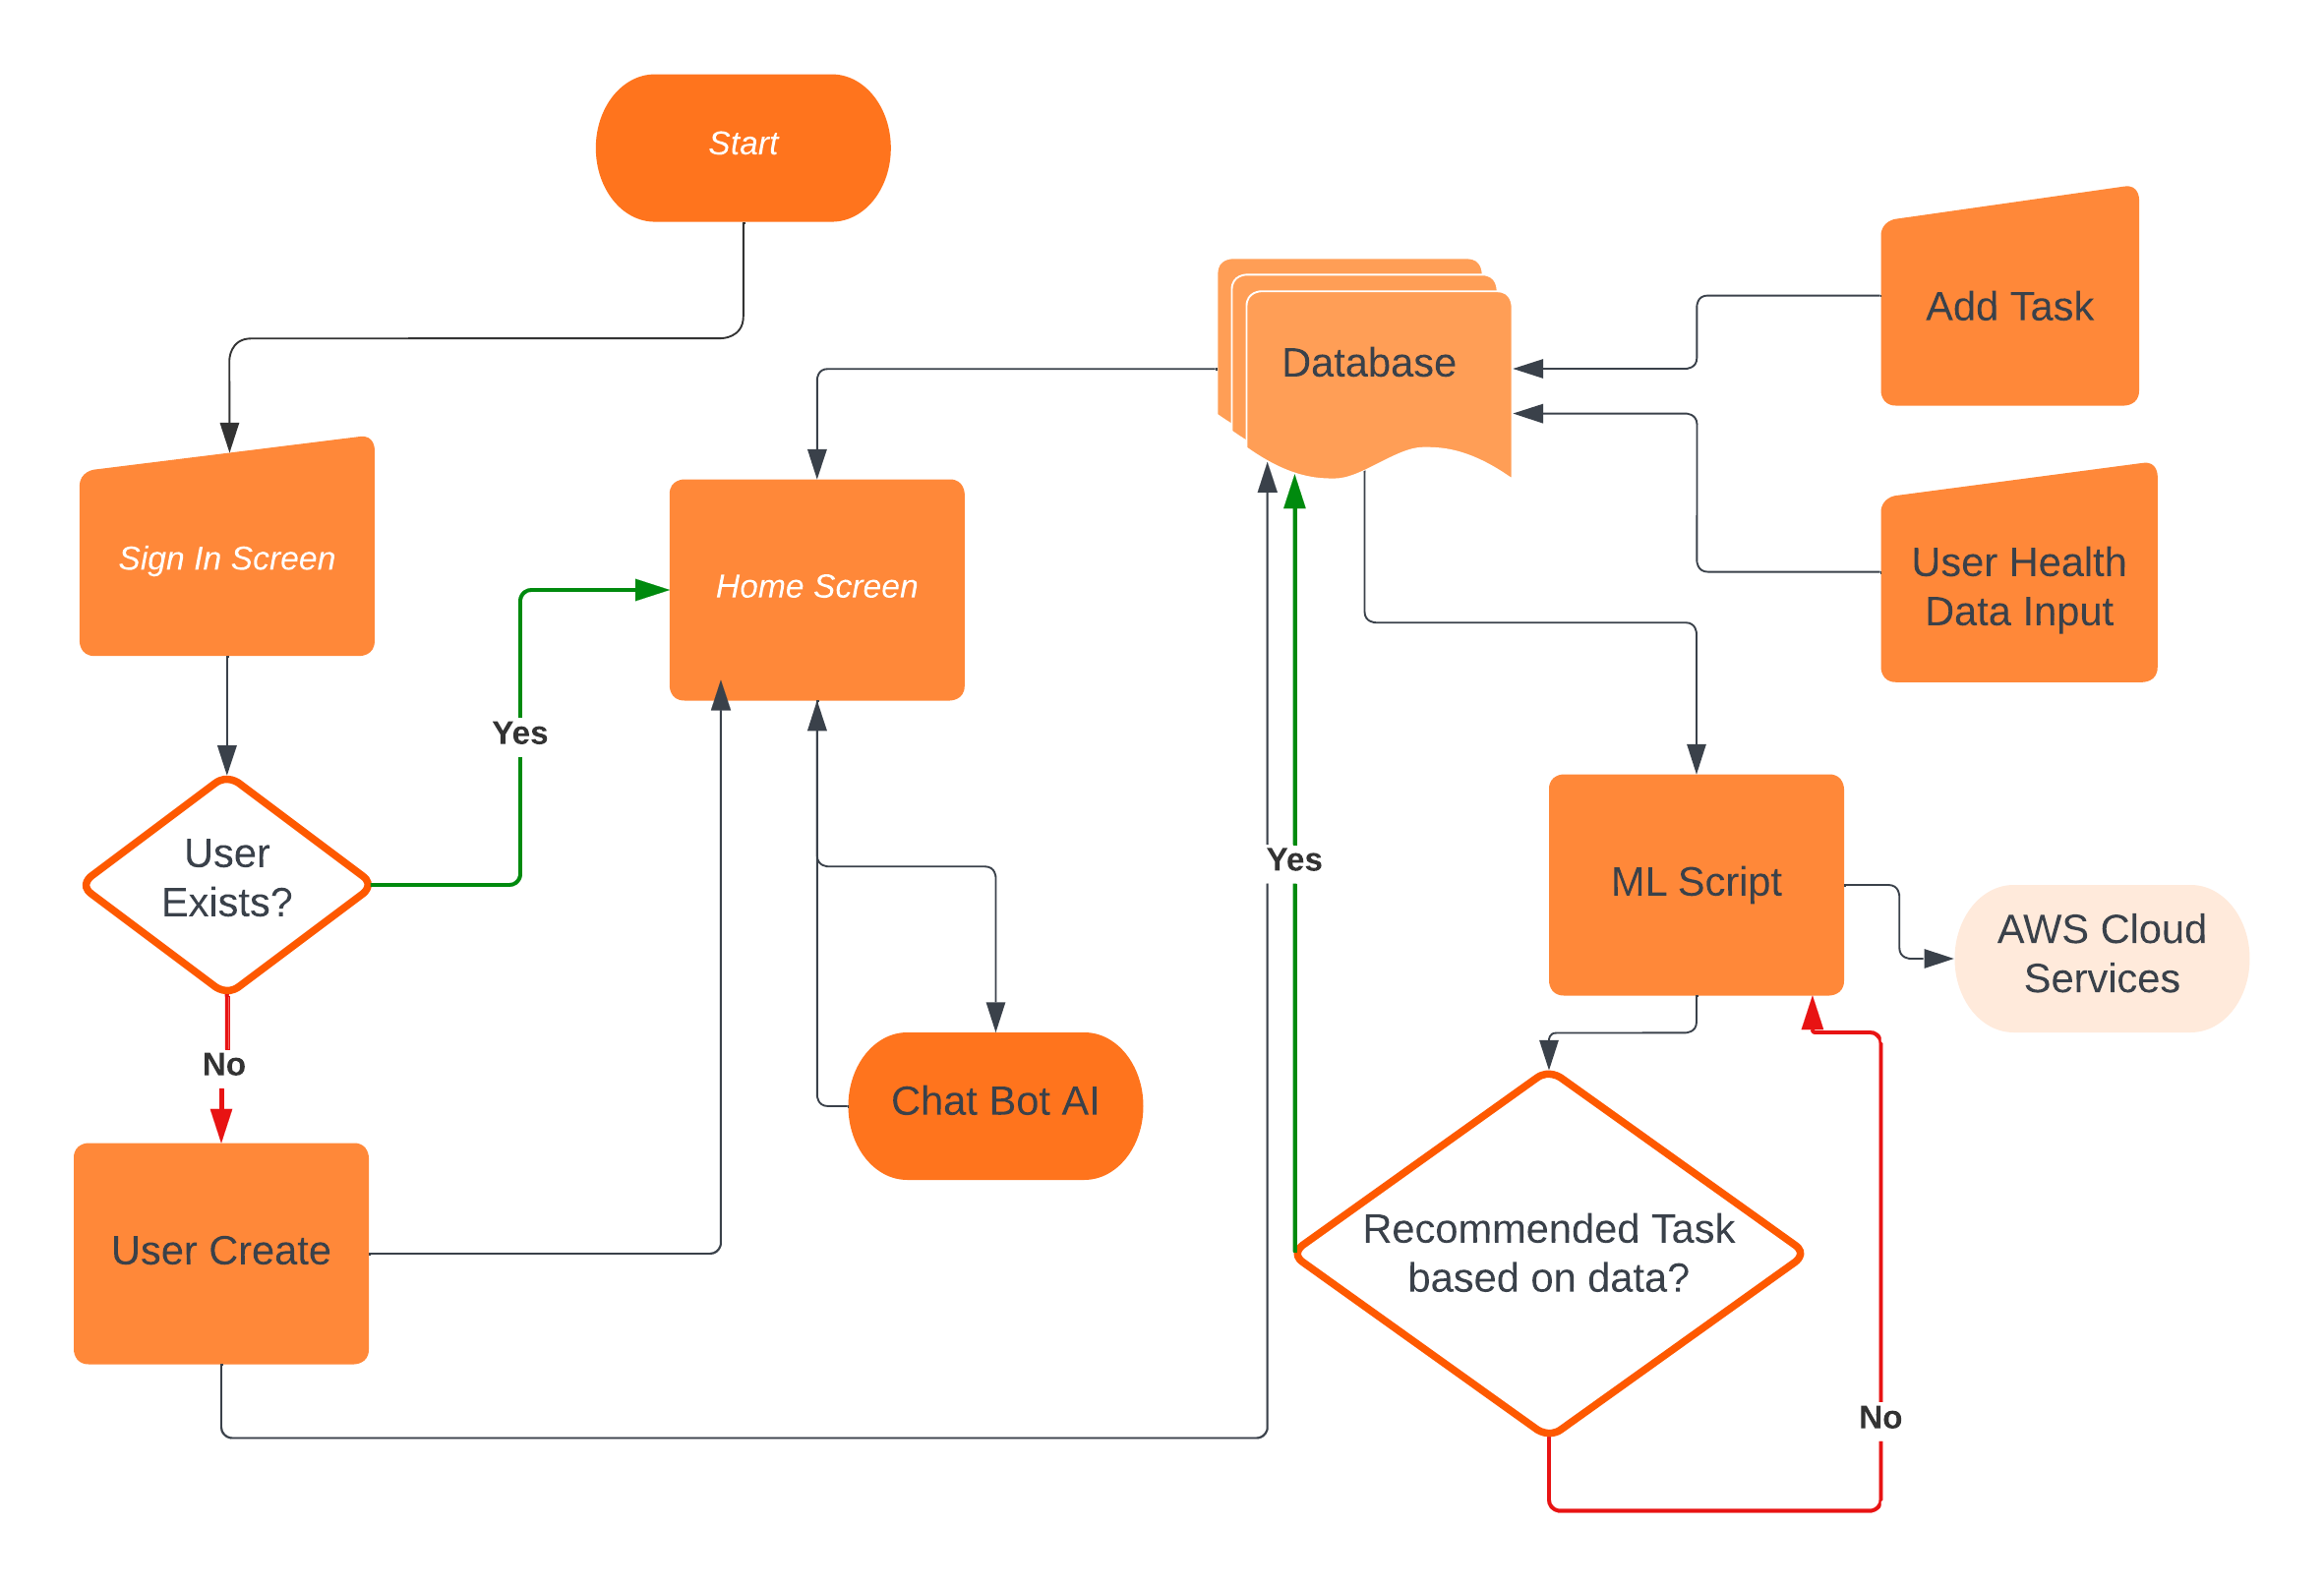 Start
Add Task
Database
Sign In Screen
Home Screen
User Health
Data Input
Yes
User
Exists?
Yes
ML Script
AWS Cloud
Services
No
Chat Bot AI
User Create
Recommended Task
based on data?
No